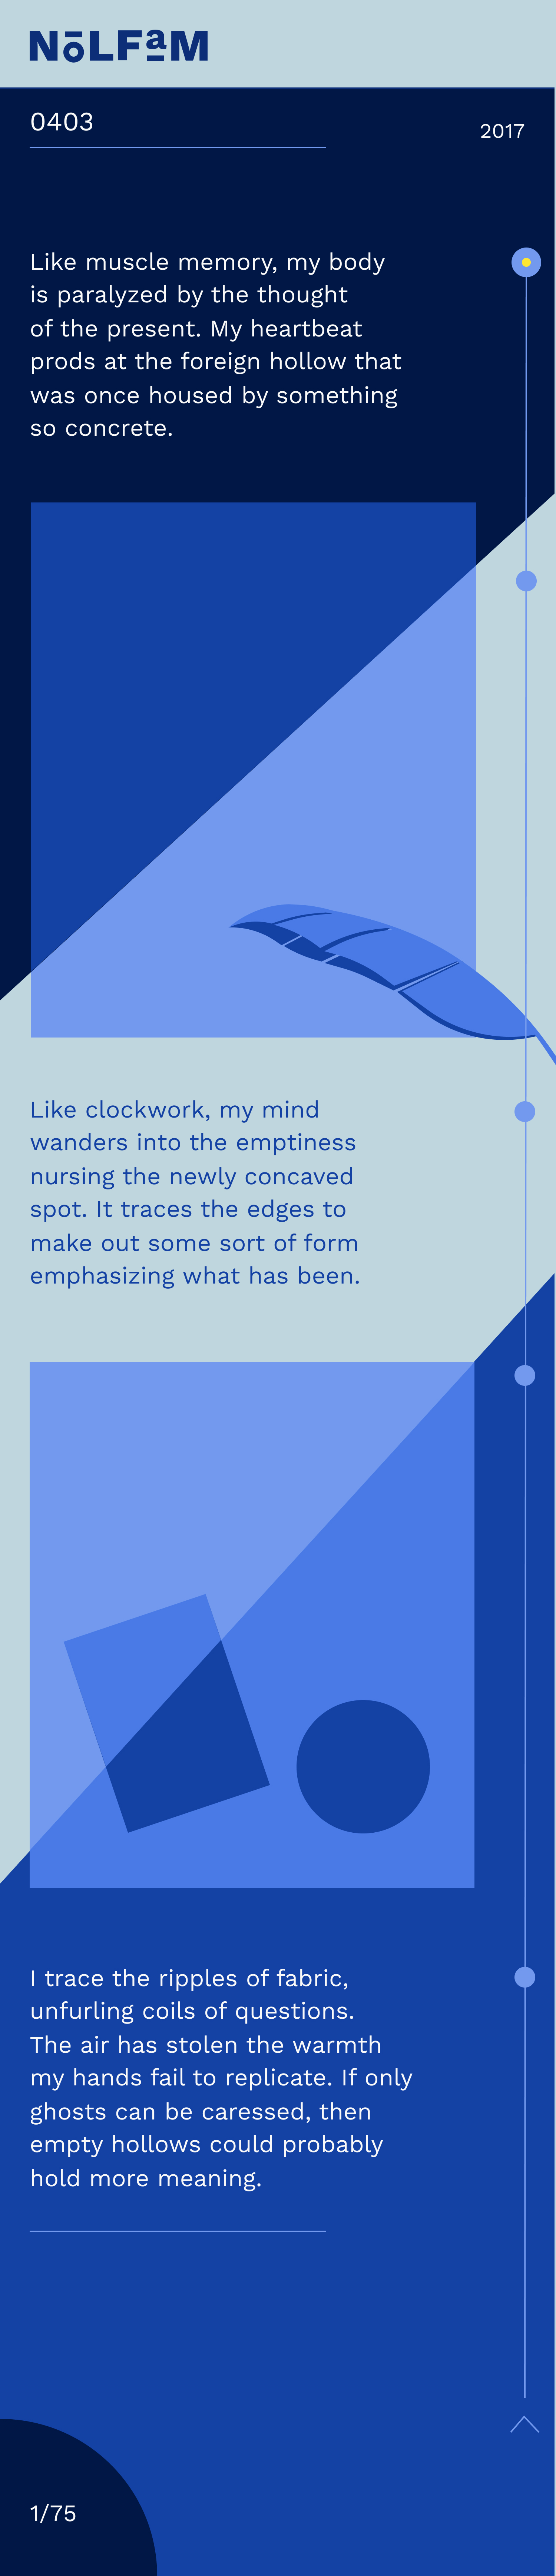 NōLFaM
0403
2017
Like muscle memory, my body
is paralyzed by the thought
of the present. My heartbeat
prods at the foreign hollow that
was once housed by something
so concrete.
Like clockwork, my mind
wanders into the emptiness
nursing the newly concaved
spot. It traces the edges to
make out some sort of form
emphasizing what has been.
I trace the ripples of fabric,
unfurling coils of questions.
The air has stolen the warmth
my hands fail to replicate. If only
ghosts can be caressed, then
empty hollows could probably
hold more meaning.
1/75